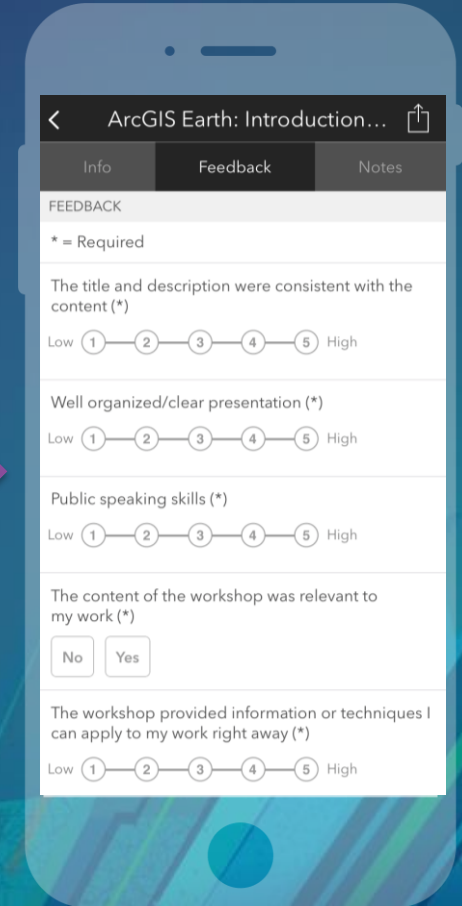 ArcGIS Earth: Introduction...
Info Feedback Notes
FEEDBACK
* = Required
The title and description were consistent with the
content (*)
Low 1 2 3 4 5 High
Well organized/clear presentation (*)
Low 1 2 3 4 5 High
Public speaking skills (*)
Low 1 2 3 4 5 High
The content of the workshop was relevant to
my work (*)
No Yes
The workshop provided information or techniques I
can apply to my work right away (*)
Low 1 2 3 4 5 High